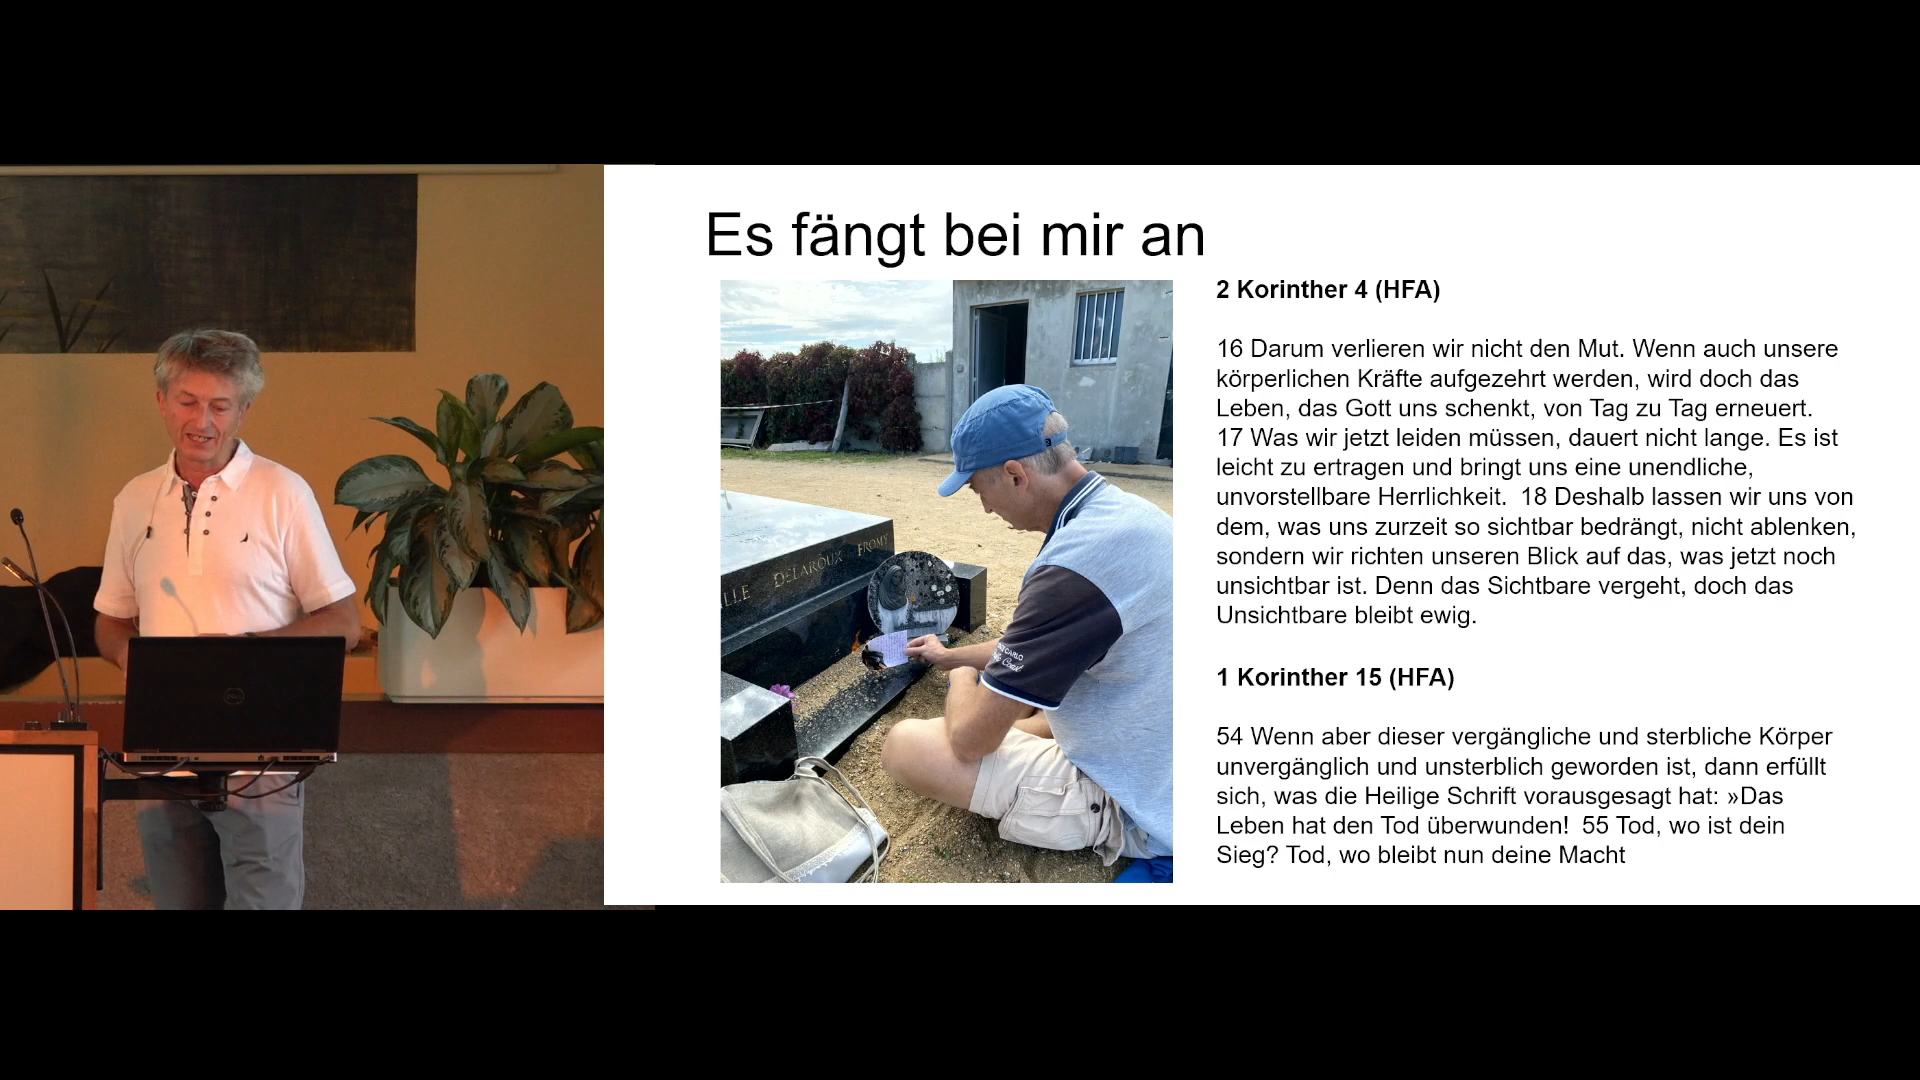 Es fängt bei mir an
2 Korinther 4 (HFA)
16 Darum verlieren wir nicht den Mut. Wenn auch unsere
körperlichen Kräfte aufgezehrt werden, wird doch das
Leben, das Gott uns schenkt, von Tag zu Tag erneuert.
17 Was wir jetzt leiden müssen, dauert nicht lange. Es ist
leicht zu ertragen und bringt uns eine unendliche,
unvorstellbare Herrlichkeit.  18 Deshalb lassen wir uns von
dem, was uns zurzeit so sichtbar bedrängt, nicht ablenken,
sondern wir richten unseren Blick auf das, was jetzt noch
unsichtbar ist. Denn das Sichtbare vergeht, doch das
Unsichtbare bleibt ewig.
1 Korinther 15 (HFA)
54 Wenn aber dieser vergängliche und sterbliche Körper
unvergänglich und unsterblich geworden ist, dann erfüllt
sich, was die Heilige Schrift vorausgesagt hat: »Das
Leben hat den Tod überwunden!  55 Tod, wo ist dein
Sieg? Tod, wo bleibt nun deine Macht
DELAROUX FROMY